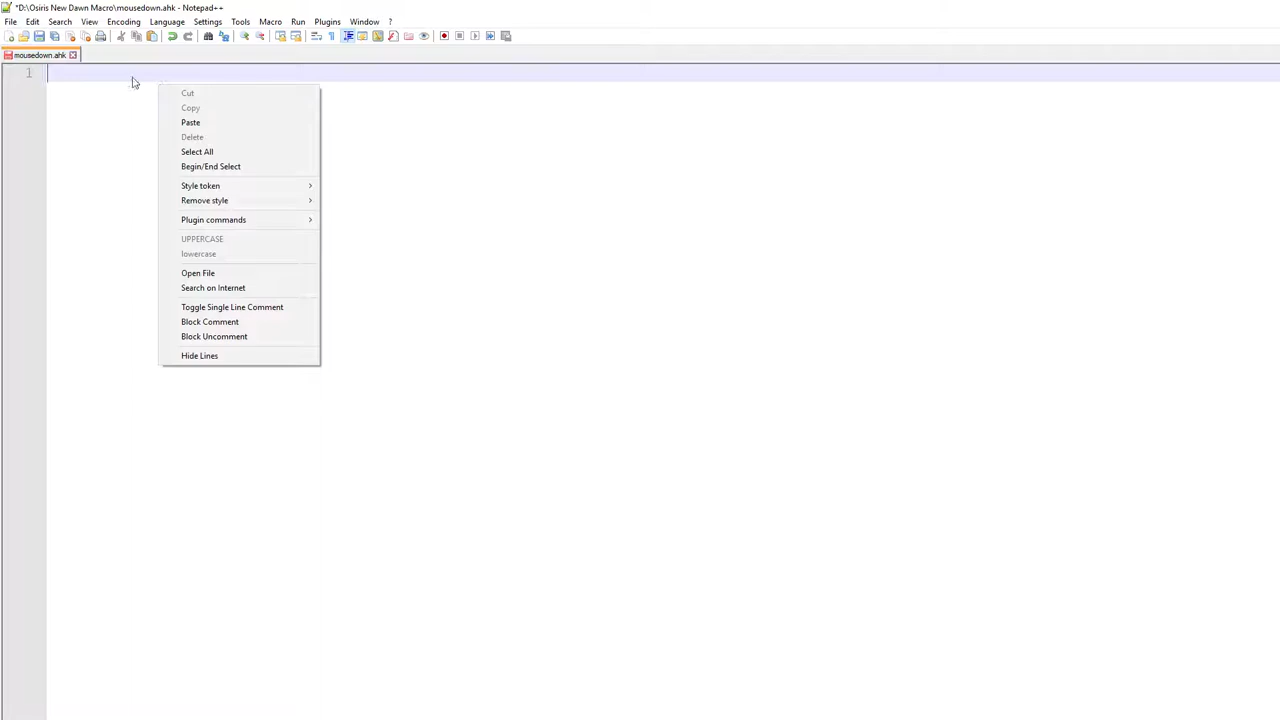 *D:\Osiris New Dawn Macro\mousedown.ahk - Notepad++
File Edit Search View Encoding Language Settings Tools Macro Run Plugins Window ?
mousedown.ahk
1
Cut
Copy
Paste
Delete
Select All
Begin/End Select
Style token
Remove style
Plugin commands
UPPERCASE
lowercase
Open File
Search on Internet
Toggle Single Line Comment
Block Comment
Block Uncomment
Hide Lines